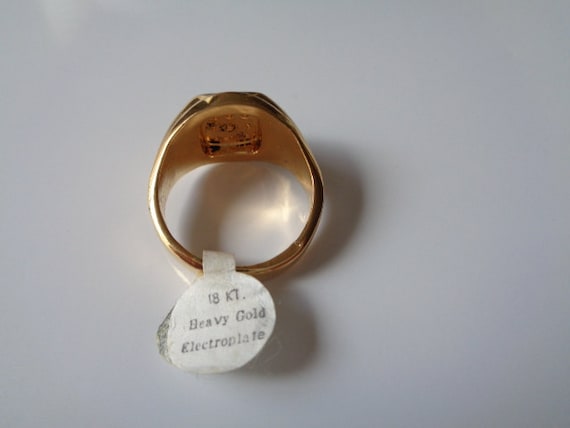 18 KT.
Heavy Gold
Electroplate